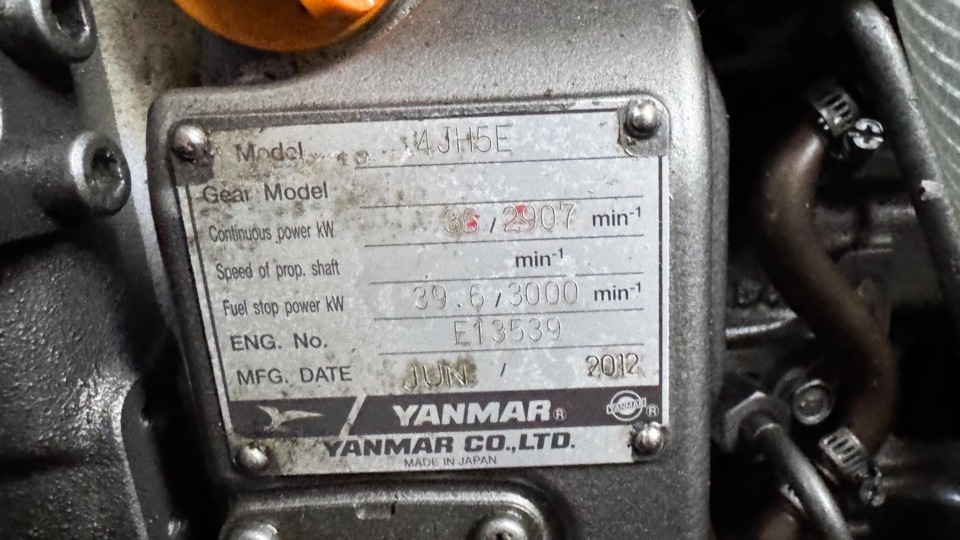 Model 4JH5E
Gear Model
Continuous power kW 36 / 2907 min-1
Speed of prop. shaft min-1
Fuel stop power kW 39.6 / 3000 min-1
ENG. No. E13539
MFG. DATE JUN / 2012
YANMAR® YANMAR ®
YANMAR CO.,LTD.
MADE IN JAPAN